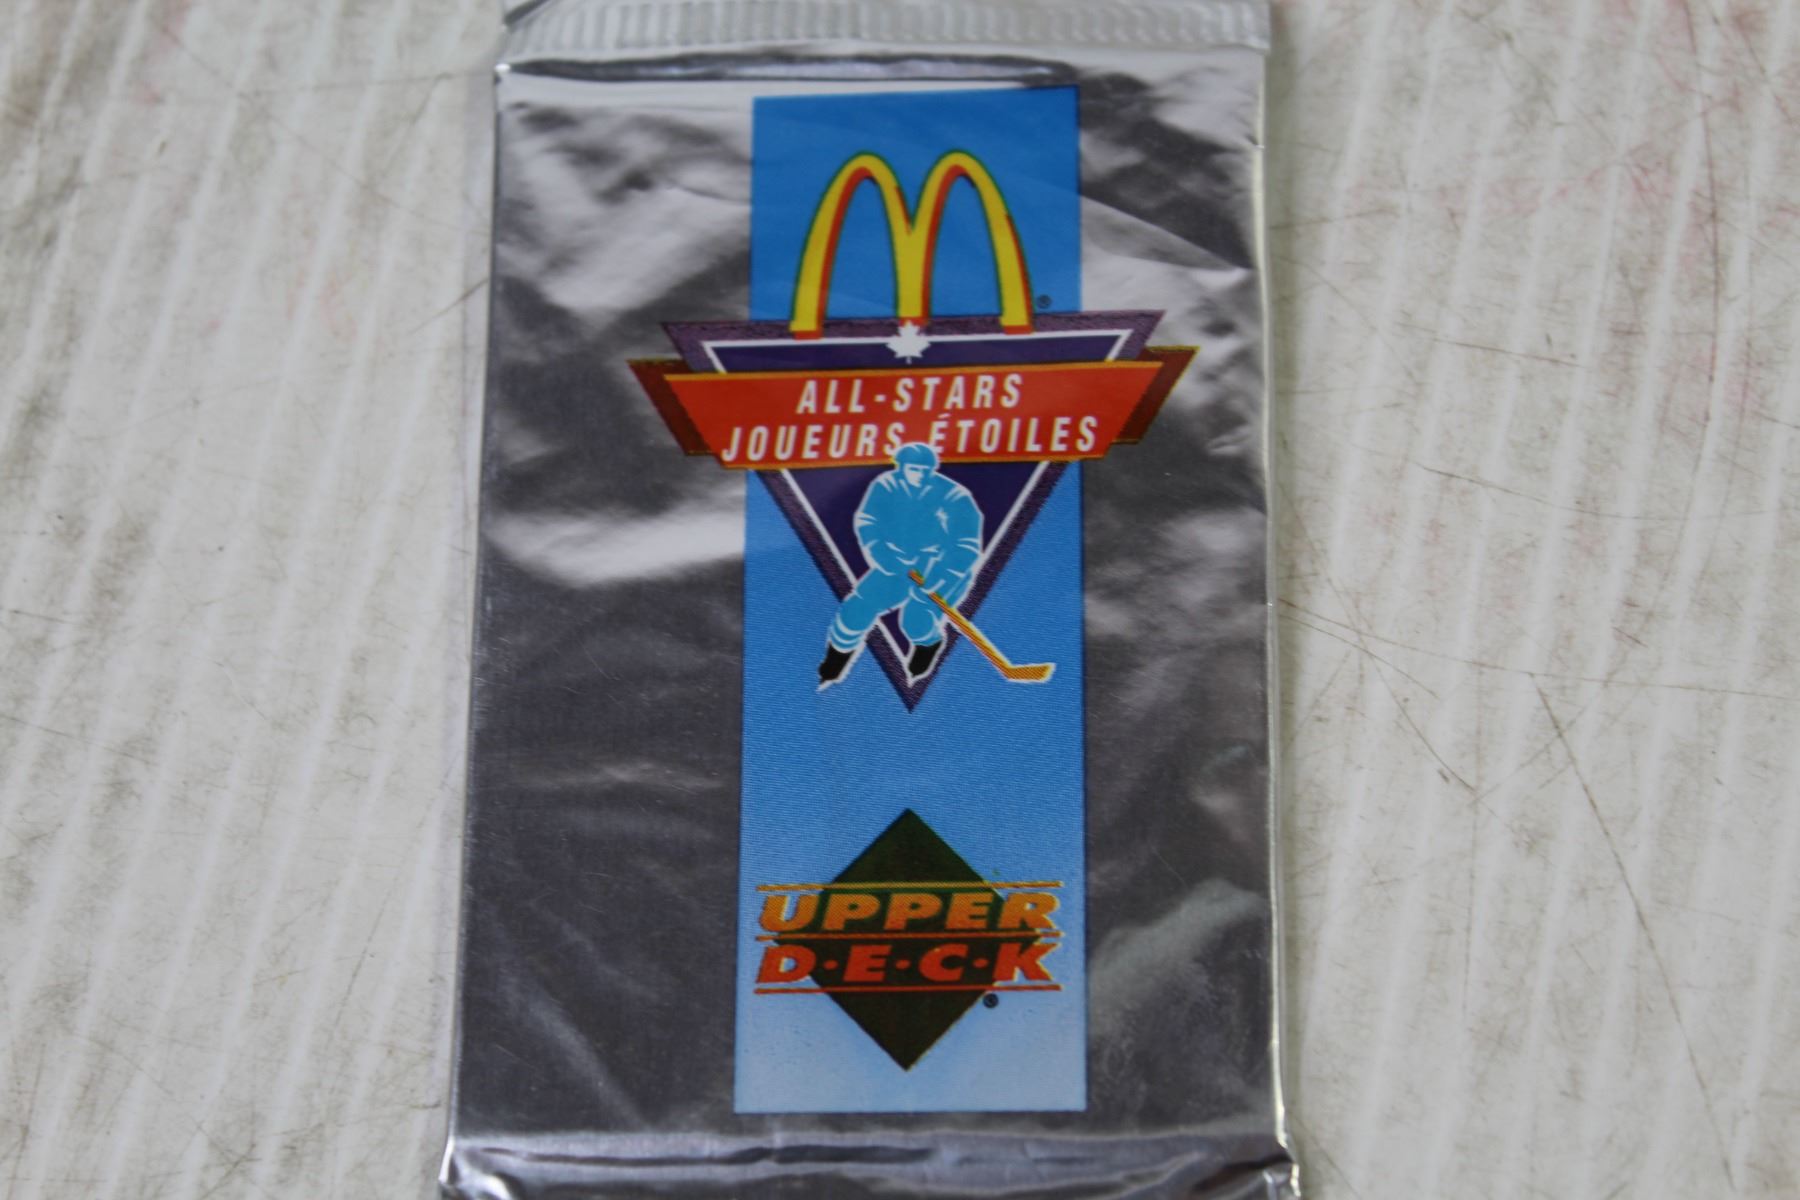 ALL-STARS
JOUEURS ÉTOILES
UPPER
D·E·C·K